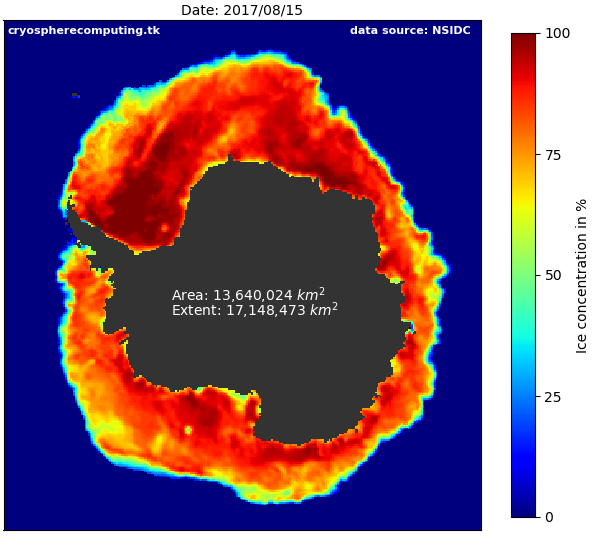 Date: 2017/08/15
cryospherecomputing.tk
data source: NSIDC
Area: 13,640,024 km²
Extent: 17,148,473 km²
100
75
50
25
0
Ice concentration in %